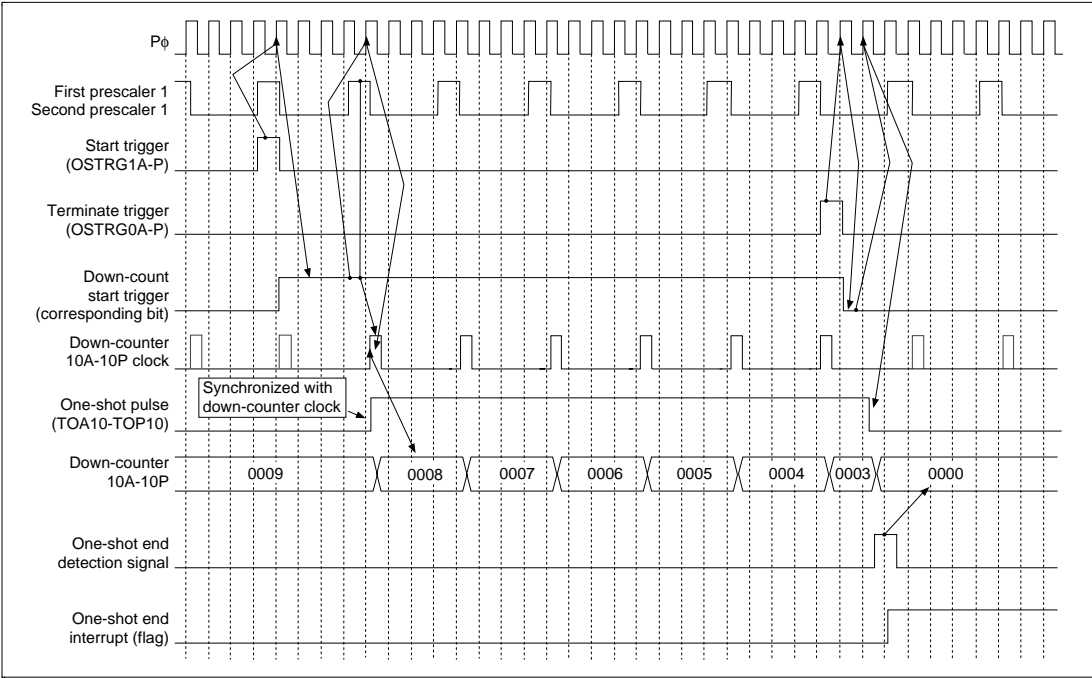 Pϕ
First prescaler 1
Second prescaler 1
Start trigger
(OSTRG1A-P)
Terminate trigger
(OSTRG0A-P)
Down-count
start trigger
(corresponding bit)
Down-counter
10A-10P clock
Synchronized with
down-counter clock
One-shot pulse
(TOA10-TOP10)
Down-counter
10A-10P
0009
0008
0007
0006
0005
0004
0003
0000
One-shot end
detection signal
One-shot end
interrupt (flag)